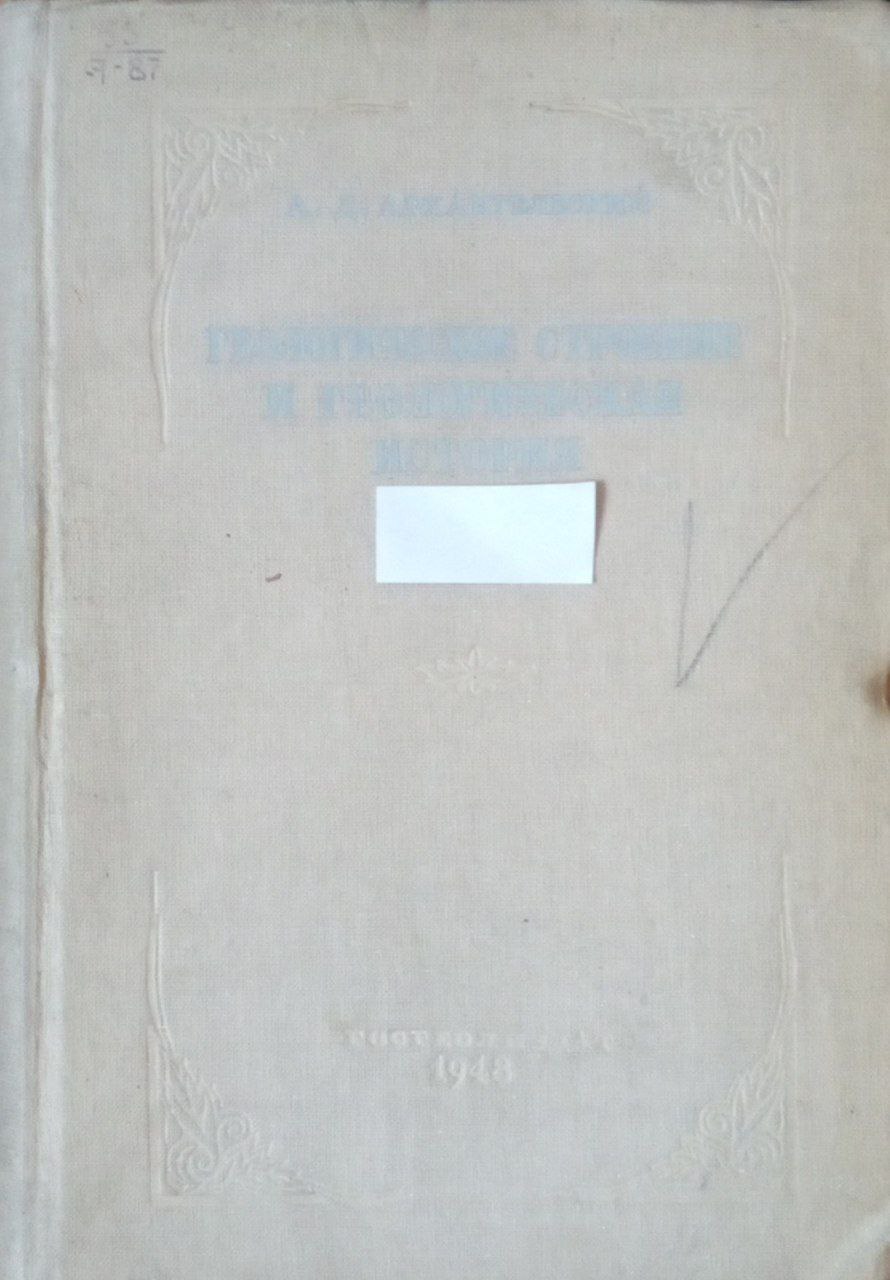 А. Д. АРХАНГЕЛЬСКИЙ
ГЕОЛОГИЧЕСКОЕ СТРОЕНИЕ
И ГЕОЛОГИЧЕСКАЯ
ИСТОРИЯ
1948